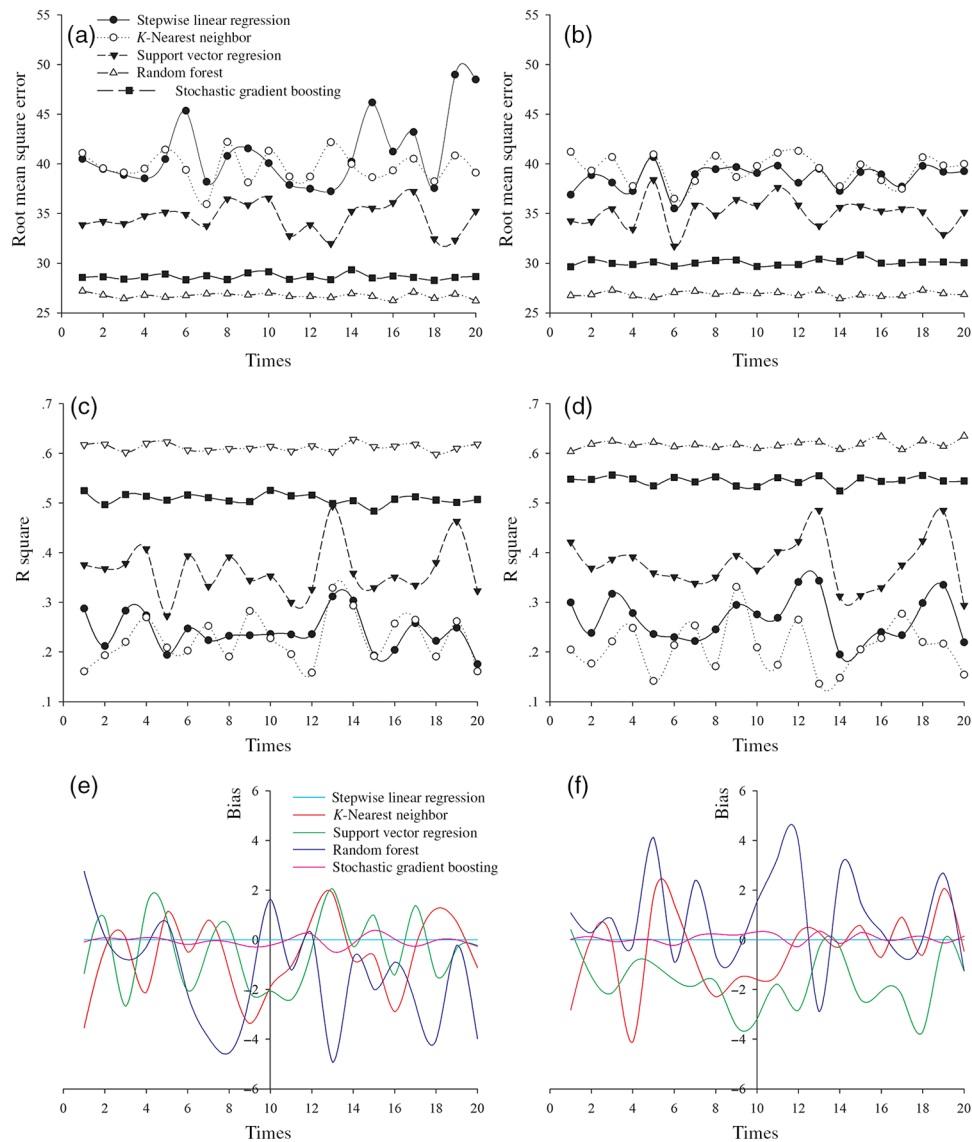 (a)
Stepwise linear regression
K-Nearest neighbor
Support vector regresion
Random forest
Stochastic gradient boosting
Root mean square error
55
50
45
40
35
30
25
0 2 4 6 8 10 12 14 16 18 20
Times
(b)
Root mean square error
55
50
45
40
35
30
25
0 2 4 6 8 10 12 14 16 18 20
Times
(c)
R square
.7
.6
.5
.4
.3
.2
.1
0 2 4 6 8 10 12 14 16 18 20
Times
(d)
R square
.7
.6
.5
.4
.3
.2
.1
0 2 4 6 8 10 12 14 16 18 20
Times
(e)
Bias
Stepwise linear regression
K-Nearest neighbor
Support vector regresion
Random forest
Stochastic gradient boosting
6
4
2
0
−2
−4
−6
0 2 4 6 8 10 12 14 16 18 20
Times
(f)
Bias
6
4
2
0
−2
−4
−6
0 2 4 6 8 10 12 14 16 18 20
Times